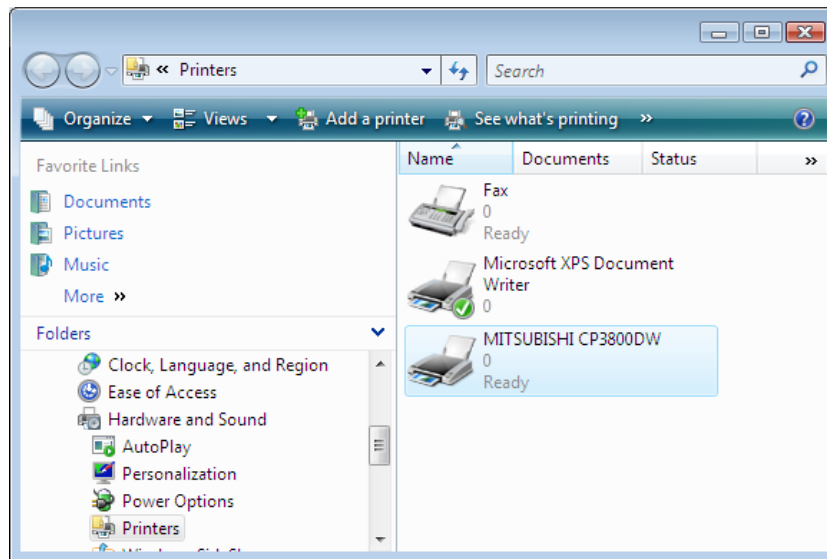 « Printers
Search
Organize Views Add a printer See what's printing »
Favorite Links
Documents
Pictures
Music
More »
Folders
Clock, Language, and Region
Ease of Access
Hardware and Sound
AutoPlay
Personalization
Power Options
Printers
Name Documents Status »
Fax
0
Ready
Microsoft XPS Document
Writer
0
MITSUBISHI CP3800DW
0
Ready